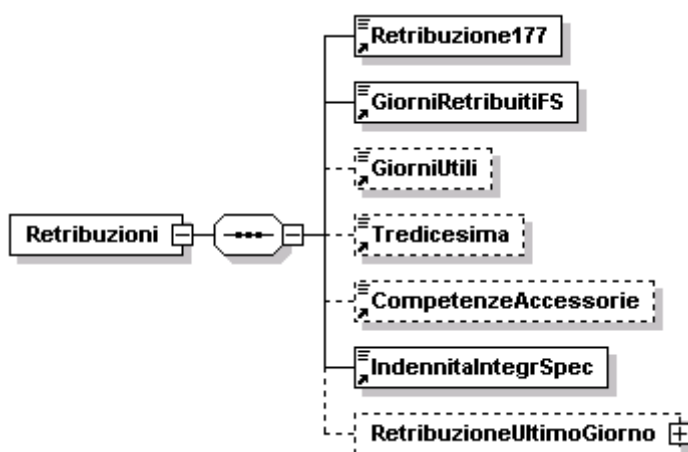 Retribuzione177
GiorniRetribuitiFS
GiorniUtili
Retribuzioni
Tredicesima
CompetenzeAccessorie
IndennitaIntegrSpec
RetribuzioneUltimoGiorno